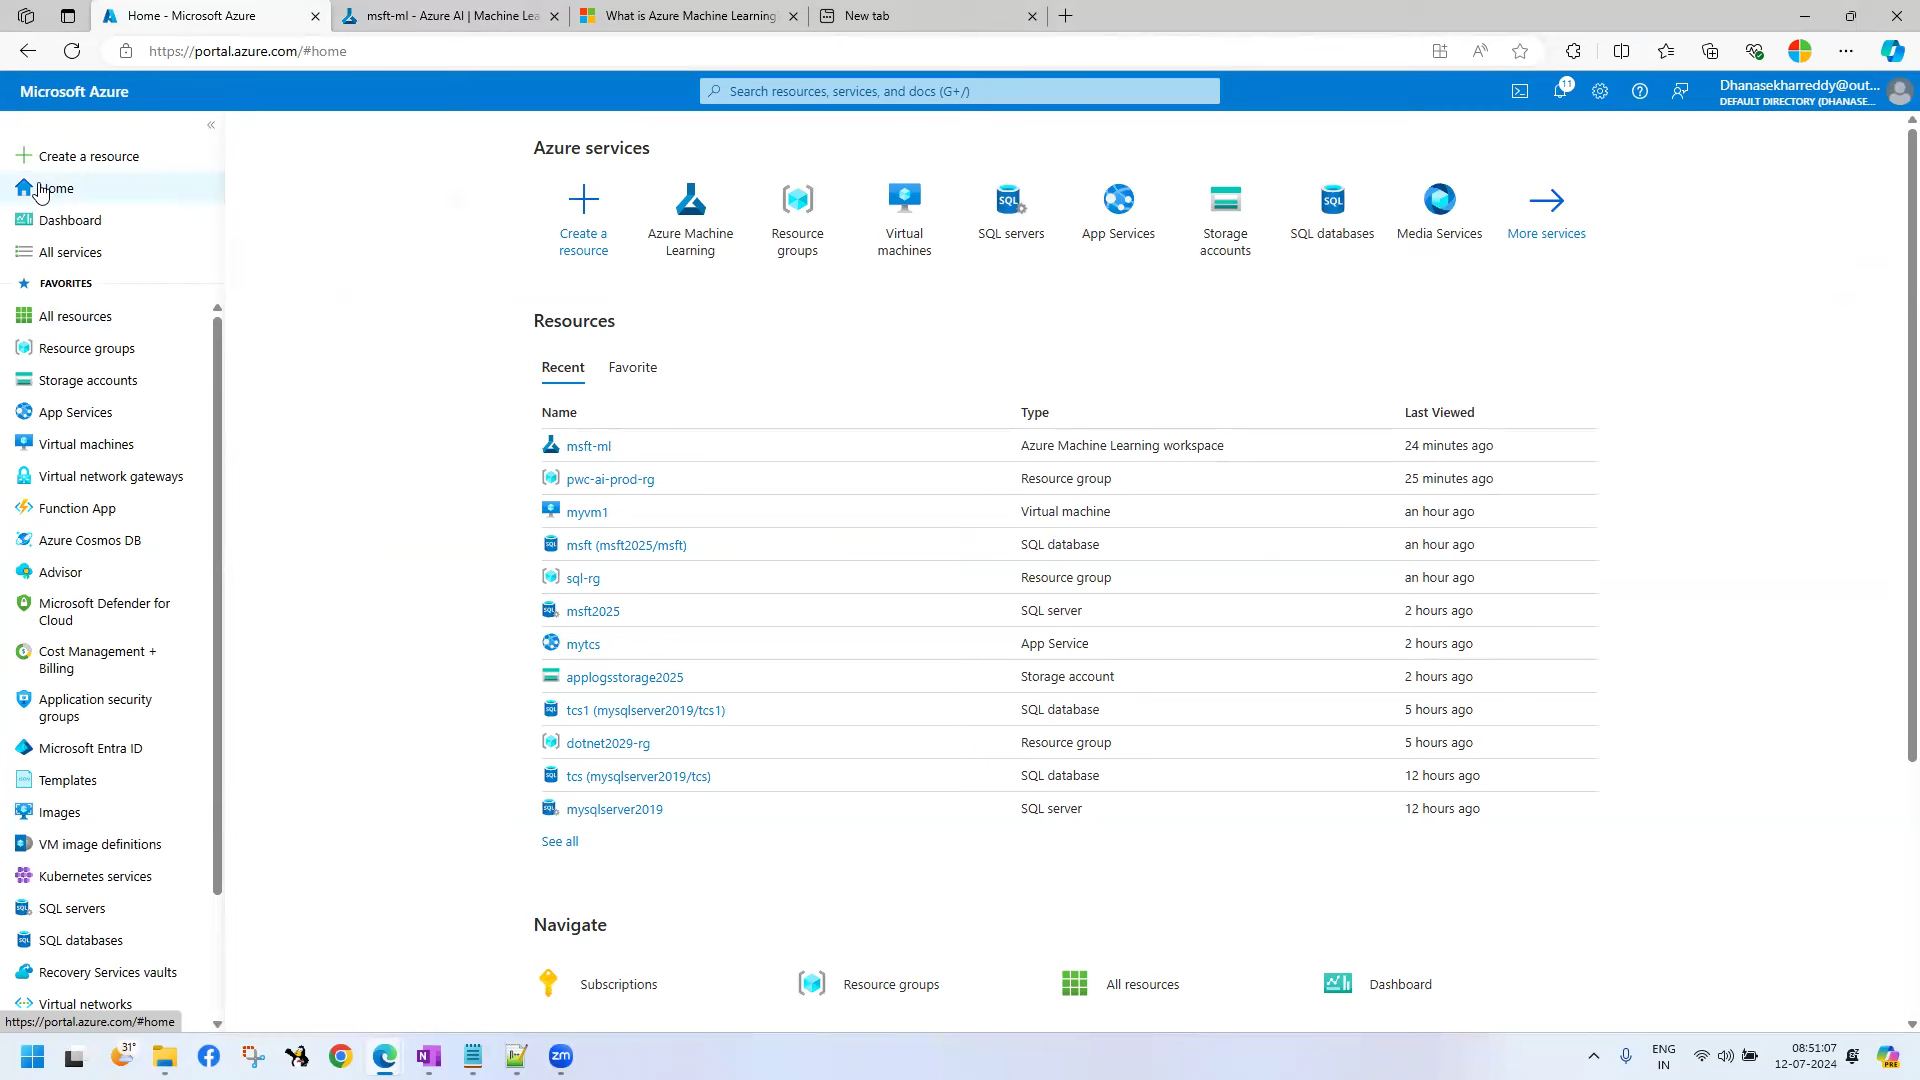 Home - Microsoft Azure
msft-ml - Azure AI | Machine Lea
What is Azure Machine Learning
New tab
https://portal.azure.com/#home
Microsoft Azure
Search resources, services, and docs (G+/)
11
Dhanasekharreddy@out...
DEFAULT DIRECTORY (DHANASE...
Create a resource
Home
Dashboard
All services
FAVORITES
All resources
Resource groups
Storage accounts
App Services
Virtual machines
Virtual network gateways
Function App
Azure Cosmos DB
Advisor
Microsoft Defender for
Cloud
Cost Management +
Billing
Application security
groups
Microsoft Entra ID
Templates
Images
VM image definitions
Kubernetes services
SQL servers
SQL databases
Recovery Services vaults
Virtual networks
https://portal.azure.com/#home
Azure services
Create a
resource
Azure Machine
Learning
Resource
groups
Virtual
machines
SQL servers
App Services
Storage
accounts
SQL databases
Media Services
More services
Resources
Recent Favorite
Name Type Last Viewed
msft-ml Azure Machine Learning workspace 24 minutes ago
pwc-ai-prod-rg Resource group 25 minutes ago
myvm1 Virtual machine an hour ago
msft (msft2025/msft) SQL database an hour ago
sql-rg Resource group an hour ago
msft2025 SQL server 2 hours ago
mytcs App Service 2 hours ago
applogsstorage2025 Storage account 2 hours ago
tcs1 (mysqlserver2019/tcs1) SQL database 5 hours ago
dotnet2029-rg Resource group 5 hours ago
tcs (mysqlserver2019/tcs) SQL database 12 hours ago
mysqlserver2019 SQL server 12 hours ago
See all
Navigate
Subscriptions Resource groups All resources Dashboard
31°
zm
ENG
IN
08:51:07
12-07-2024
PRE